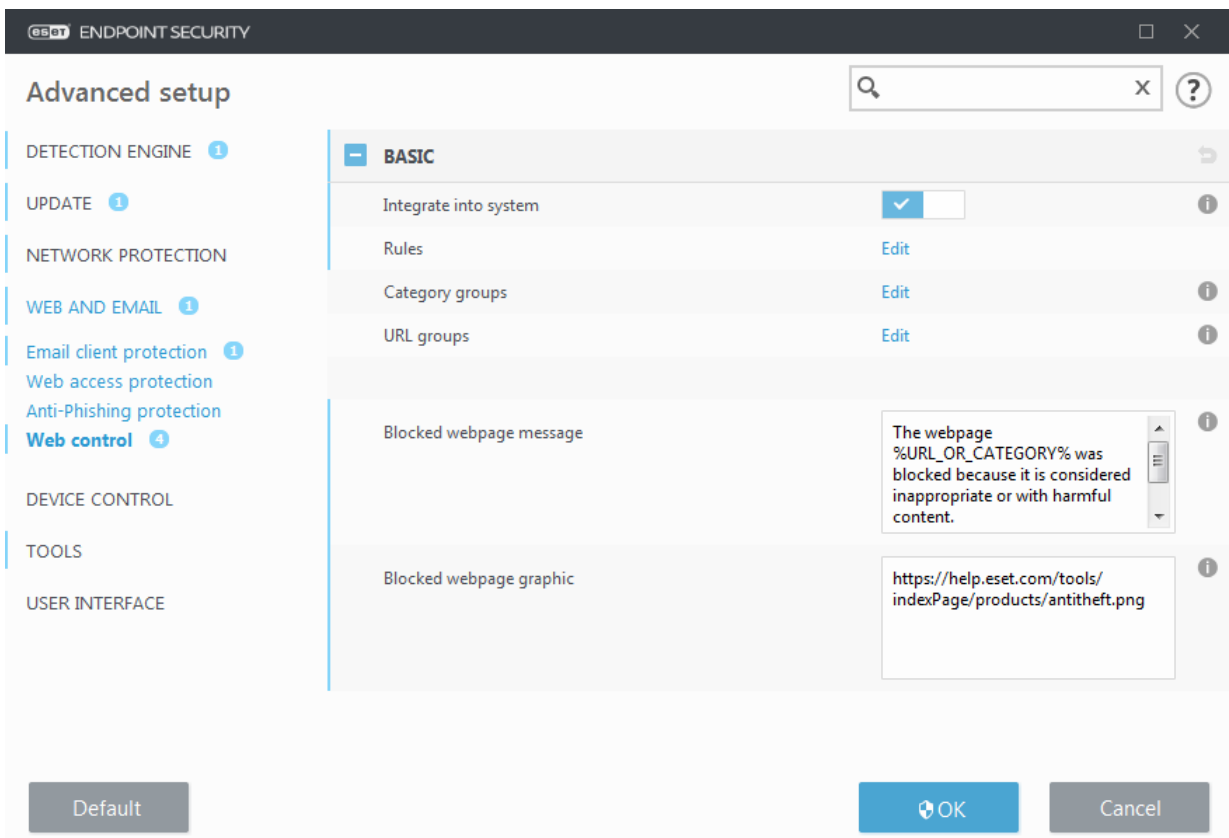 eset ENDPOINT SECURITY
Advanced setup
x
?
DETECTION ENGINE 1
UPDATE 1
NETWORK PROTECTION
WEB AND EMAIL 1
Email client protection 1
Web access protection
Anti-Phishing protection
Web control 4
DEVICE CONTROL
TOOLS
USER INTERFACE
BASIC
Integrate into system
Rules Edit
Category groups Edit
URL groups Edit
Blocked webpage message
The webpage
%URL_OR_CATEGORY% was
blocked because it is considered
inappropriate or with harmful
content.
Blocked webpage graphic
https://help.eset.com/tools/
indexPage/products/antitheft.png
Default
OK
Cancel